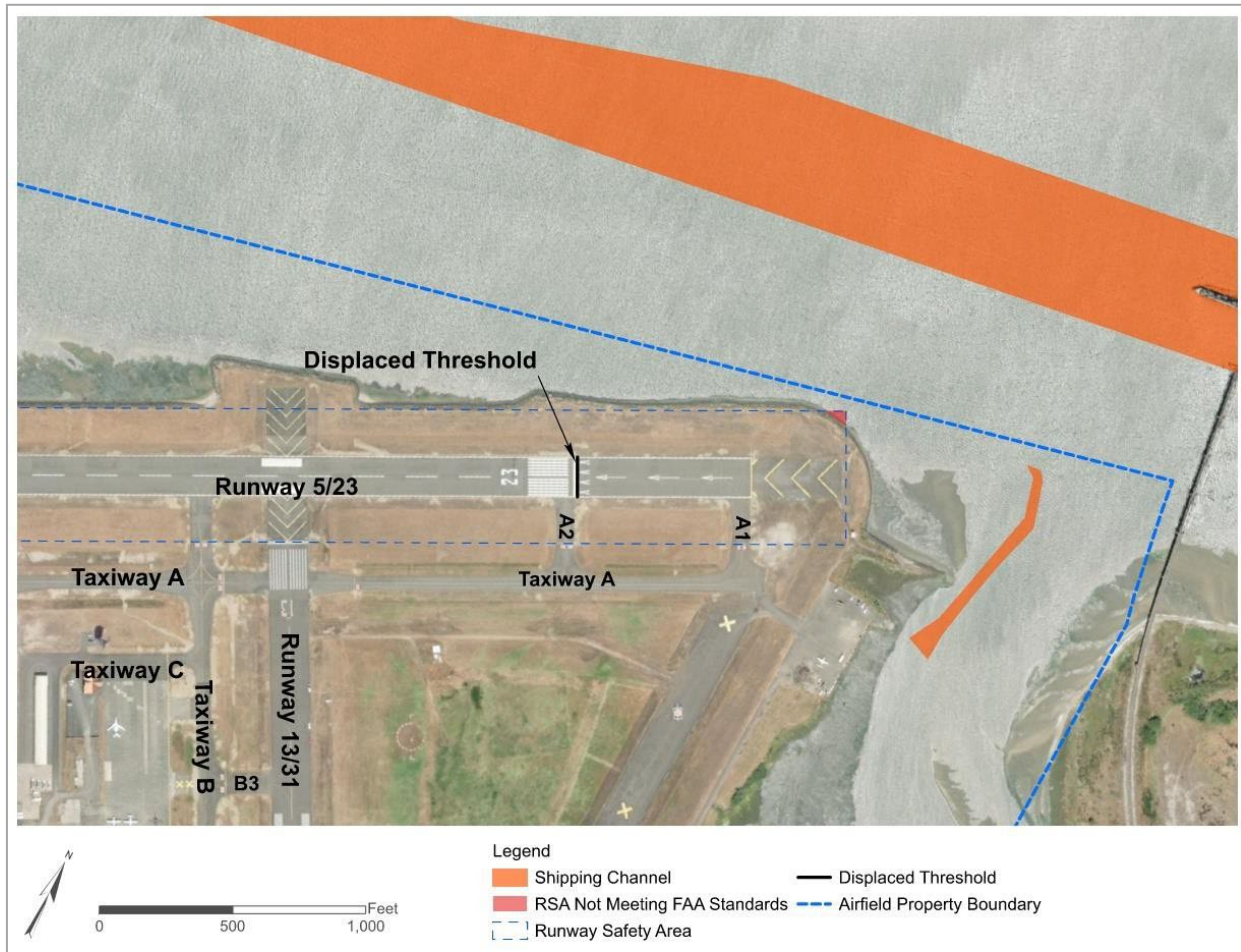 Displaced Threshold
23
Runway 5/23
A2
A1
Taxiway A
Taxiway A
Runway 13/31
Taxiway C
Taxiway B
B3
N
Feet
0
500
1,000
Legend
Shipping Channel
RSA Not Meeting FAA Standards
Runway Safety Area
Displaced Threshold
Airfield Property Boundary